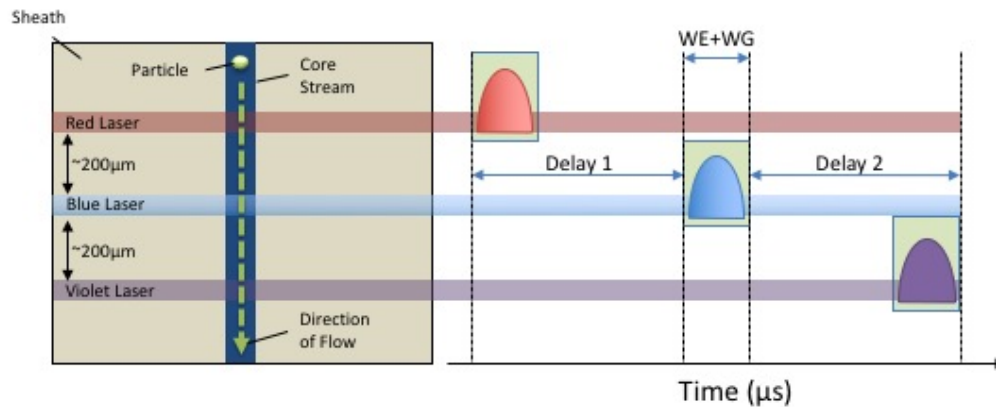 Sheath
WE+WG
Particle
Core
Stream
Red Laser
~200µm
Delay 1
Delay 2
Blue Laser
~200µm
Violet Laser
Direction
of Flow
Time (µs)